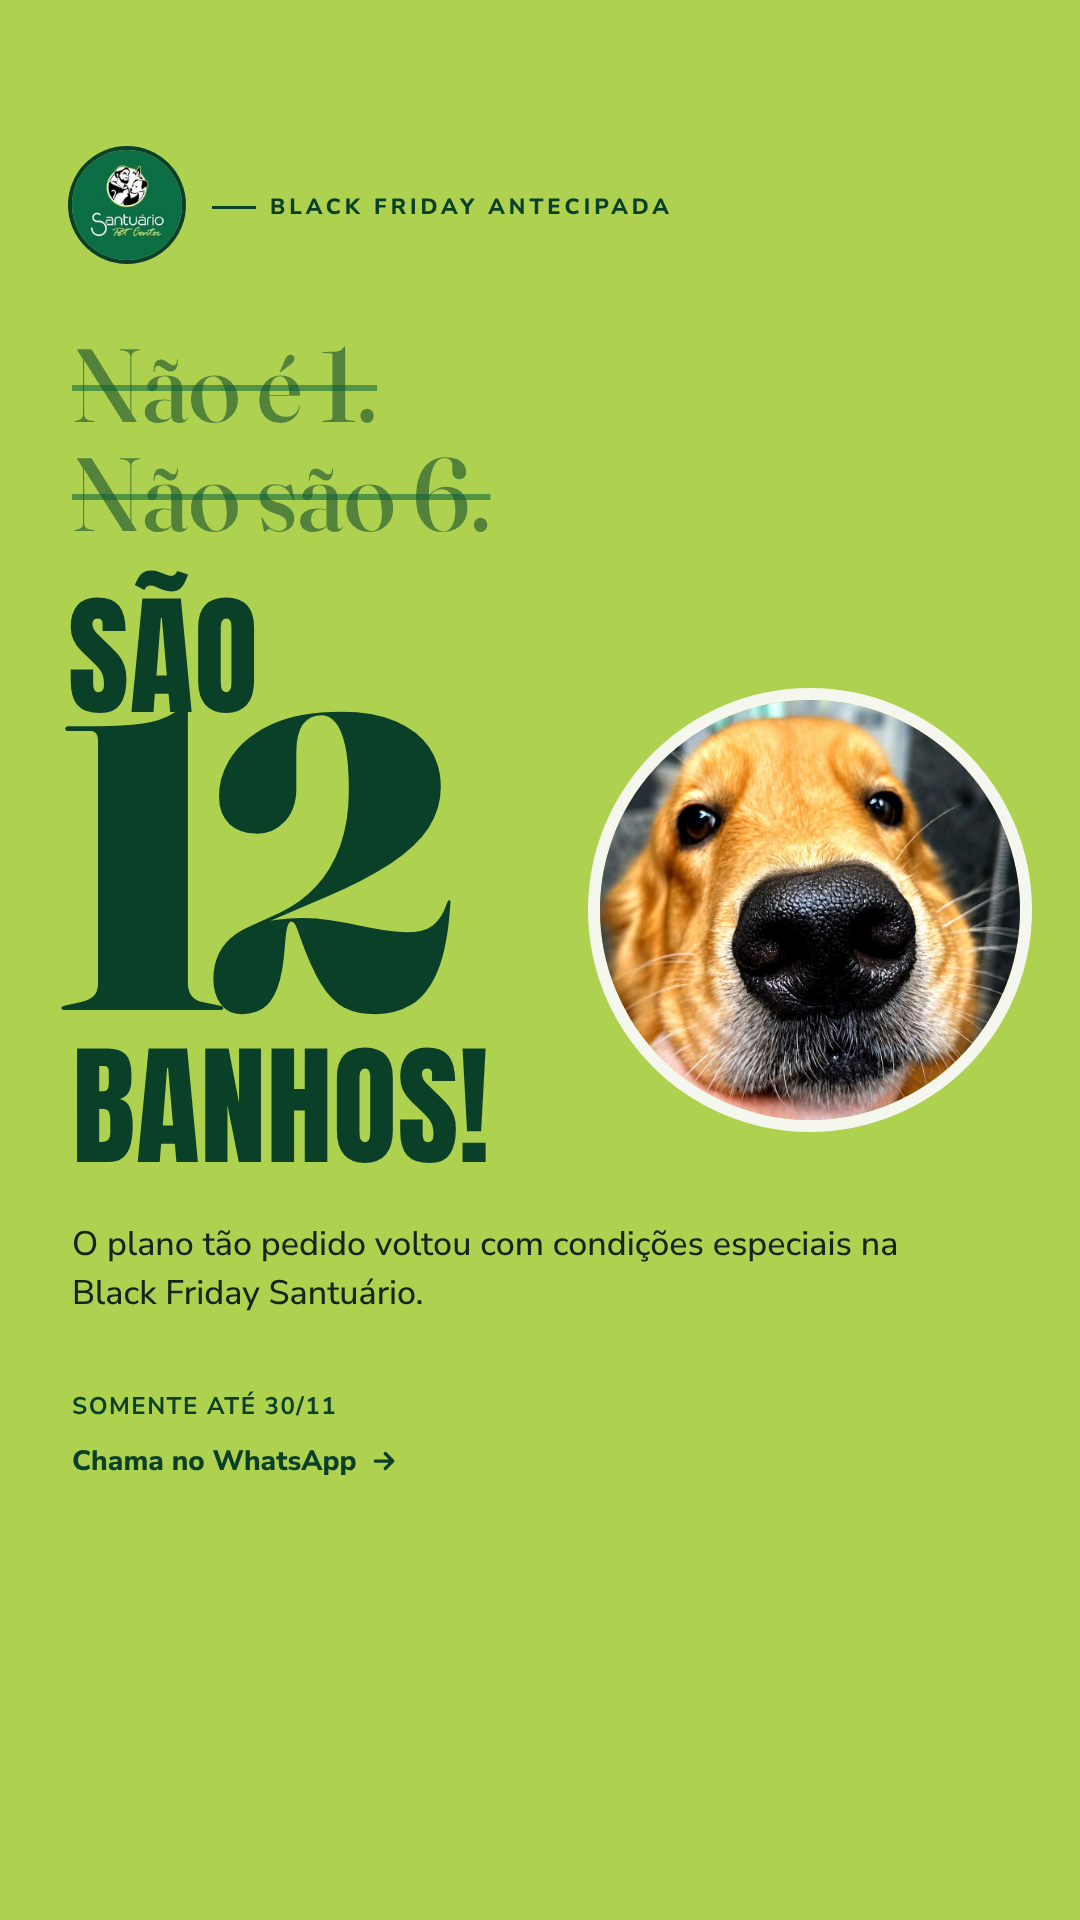 Santuário
Pet Center
BLACK FRIDAY ANTECIPADA
Não é 1.
Não são 6.
SÃO
12
BANHOS!
O plano tão pedido voltou com condições especiais na
Black Friday Santuário.
SOMENTE ATÉ 30/11
Chama no WhatsApp →